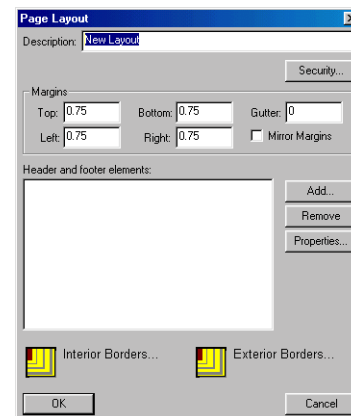 Page Layout
Description: New Layout
Security...
Margins
Top: 0.75 Bottom: 0.75 Gutter: 0
Left: 0.75 Right: 0.75 Mirror Margins
Header and footer elements:
Add...
Remove
Properties...
Interior Borders... Exterior Borders...
OK Cancel